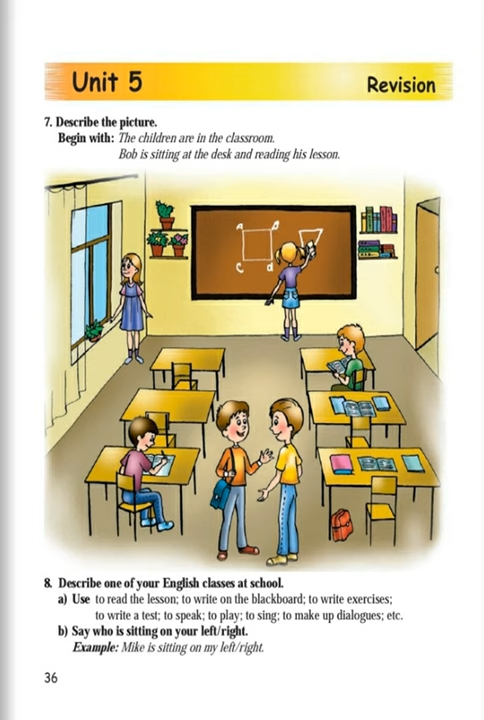 Unit 5
Revision
7. Describe the picture.
Begin with: The children are in the classroom.
Bob is sitting at the desk and reading his lesson.
c d
8. Describe one of your English classes at school.
a) Use to read the lesson; to write on the blackboard; to write exercises;
to write a test; to speak; to play; to sing; to make up dialogues; etc.
b) Say who is sitting on your left/right.
Example: Mike is sitting on my left/right.
36